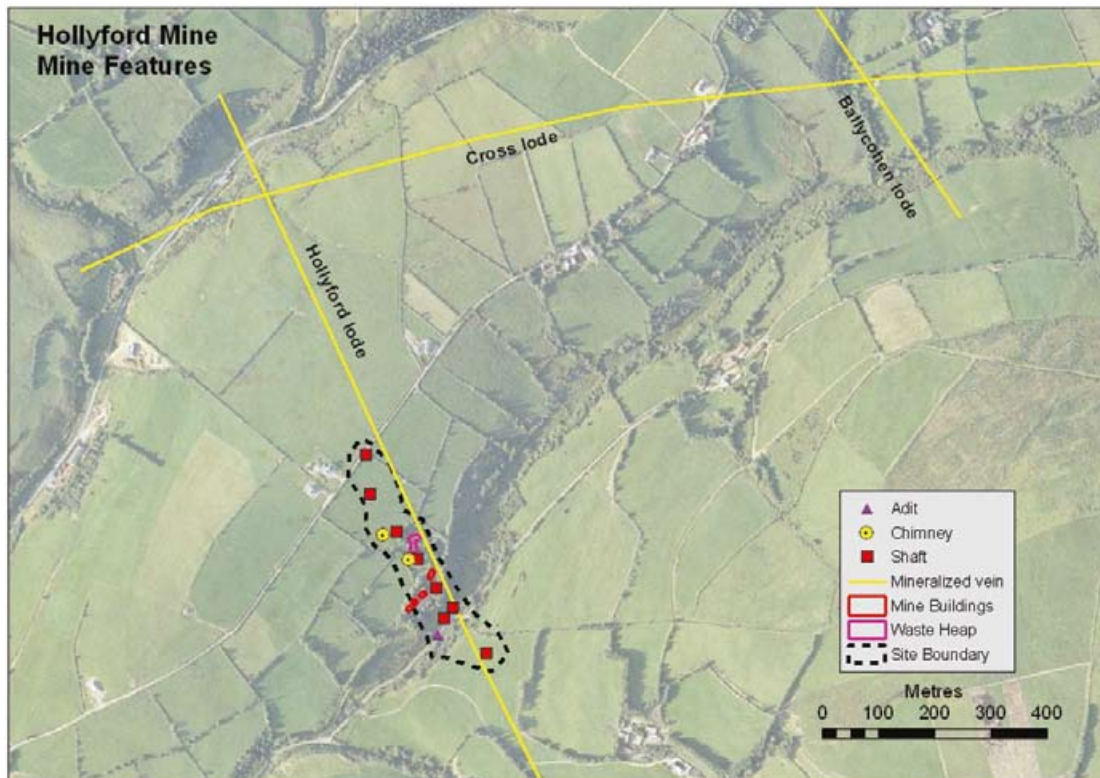 Hollyford Mine
Mine Features
Cross lode
Ballycohen lode
Hollyford lode
Adit
Chimney
Shaft
Mineralized vein
Mine Buildings
Waste Heap
Site Boundary
Metres
0 100 200 300 400